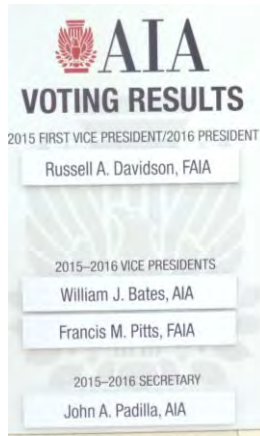 AIA
VOTING RESULTS
2015 FIRST VICE PRESIDENT/2016 PRESIDENT
Russell A. Davidson, FAIA
2015–2016 VICE PRESIDENTS
William J. Bates, AIA
Francis M. Pitts, FAIA
2015–2016 SECRETARY
John A. Padilla, AIA